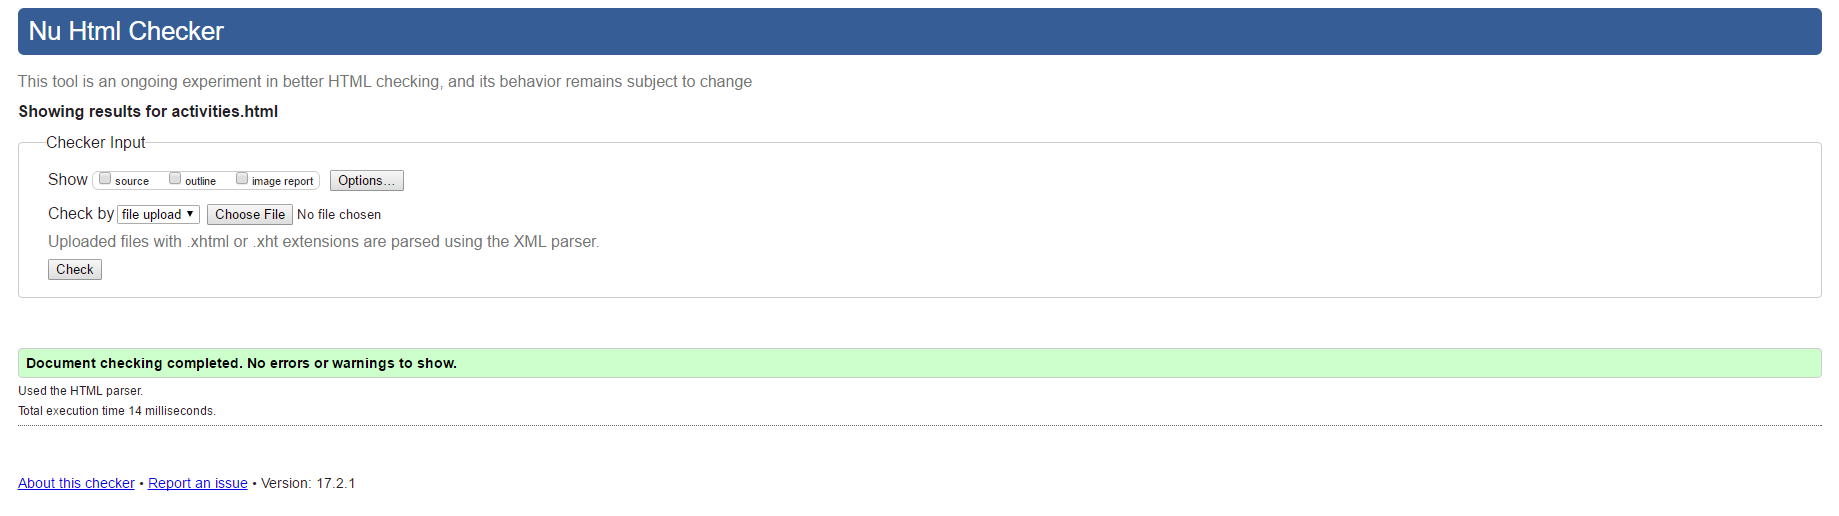 Nu Html Checker
This tool is an ongoing experiment in better HTML checking, and its behavior remains subject to change
Showing results for activities.html
Checker Input
Show source outline image report Options...
Check by file upload Choose File No file chosen
Uploaded files with .xhtml or .xht extensions are parsed using the XML parser.
Check
Document checking completed. No errors or warnings to show.
Used the HTML parser.
Total execution time 14 milliseconds.
About this checker • Report an issue • Version: 17.2.1